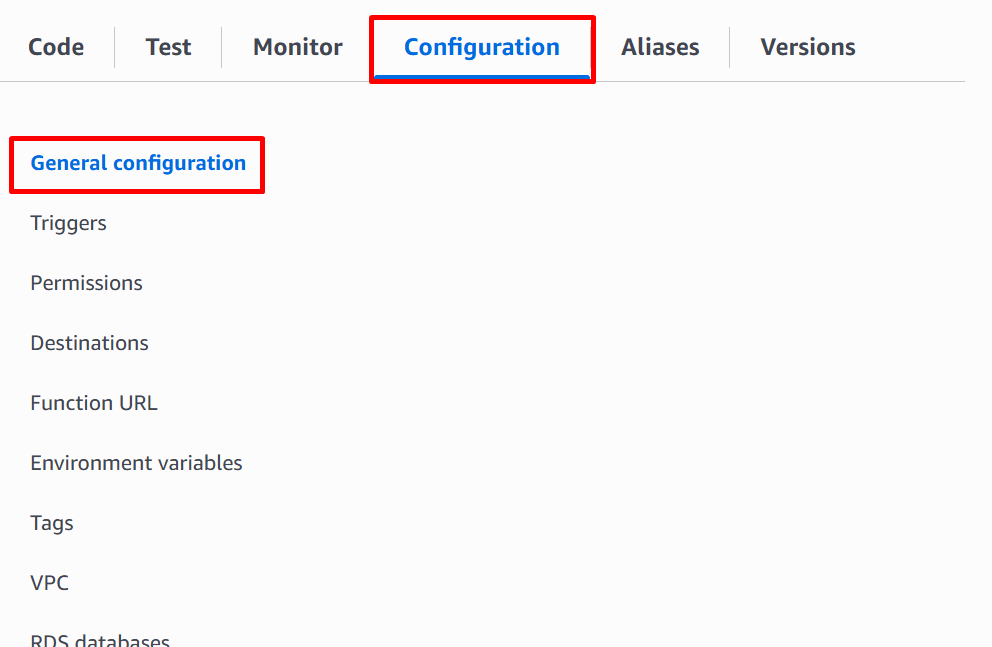 Code Test Monitor Configuration Aliases Versions
General configuration
Triggers
Permissions
Destinations
Function URL
Environment variables
Tags
VPC
RDS databases